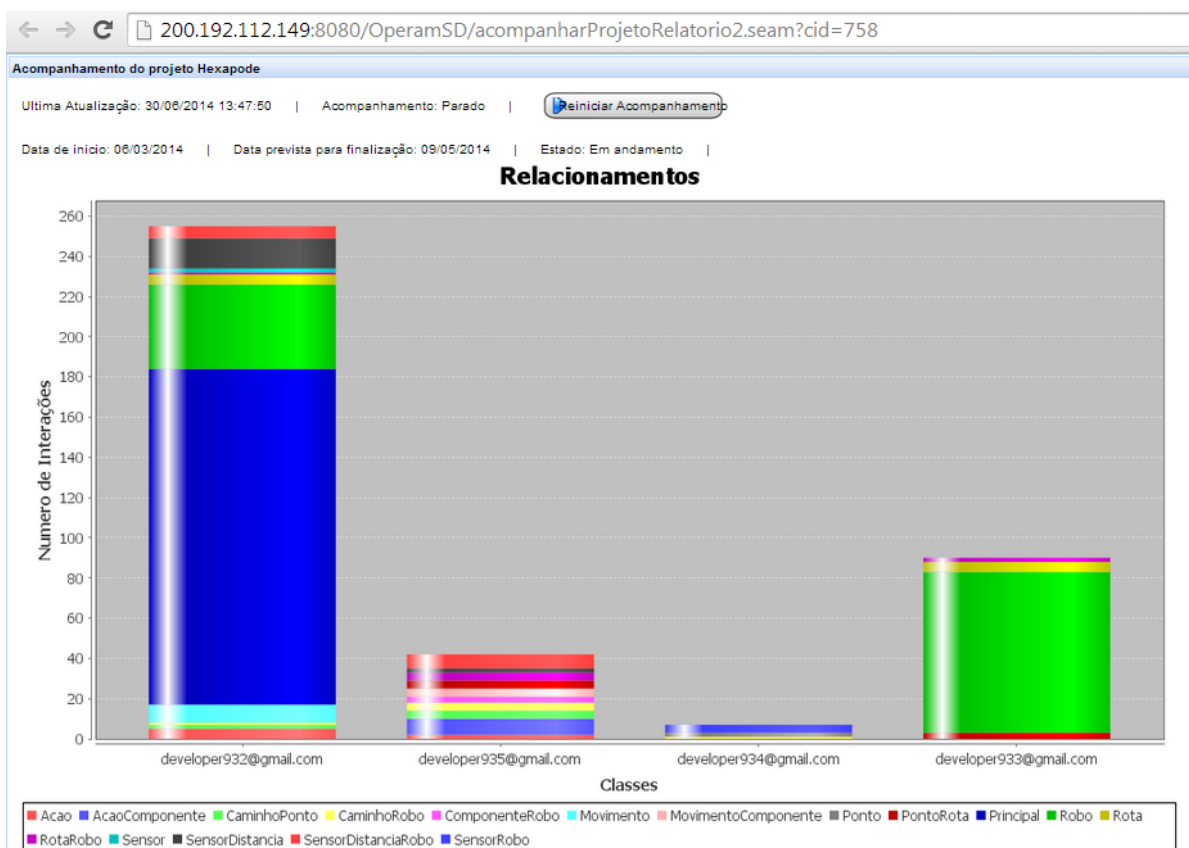 200.192.112.149:8080/OperamSD/acompanharProjetoRelatorio2.seam?cid=758
Acompanhamento do projeto Hexapode
Ultima Atualização: 30/06/2014 13:47:50 | Acompanhamento: Parado | Reiniciar Acompanhamento
Data de inicio: 06/03/2014 | Data prevista para finalização: 09/05/2014 | Estado: Em andamento |
Relacionamentos
260
240
220
200
180
160
140
120
100
80
60
40
20
0
Numero de Interações
developer932@gmail.com developer935@gmail.com developer934@gmail.com developer933@gmail.com
Classes
Acao AcaoComponente CaminhoPonto CaminhoRobo ComponenteRobo Movimento MovimentoComponente Ponto PontoRota Principal Robo Rota
RotaRobo Sensor SensorDistancia SensorDistanciaRobo SensorRobo